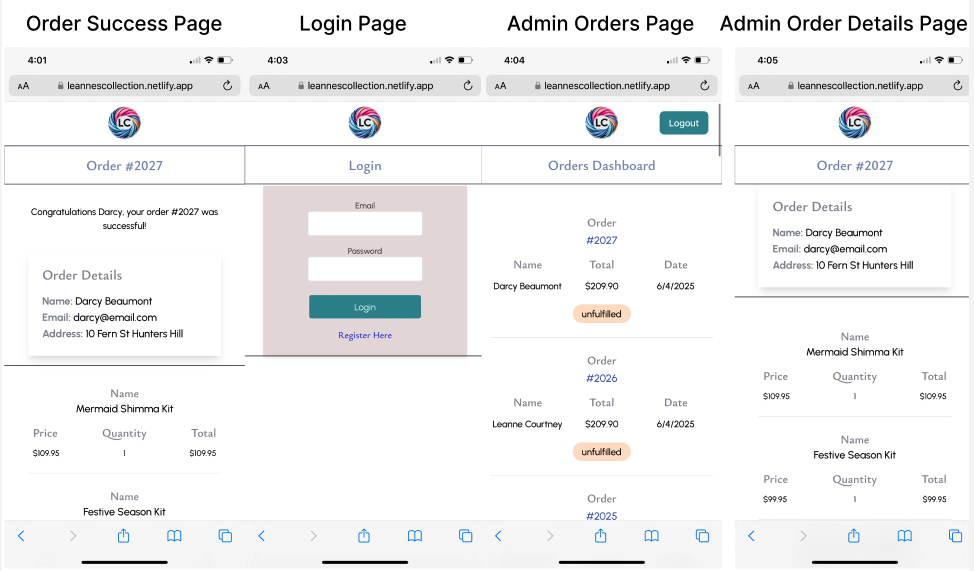 Order Success Page
4:01
AA leannescollection.netlify.app
LC
Order #2027
Congratulations Darcy, your order #2027 was
successful!
Order Details
Name: Darcy Beaumont
Email: darcy@email.com
Address: 10 Fern St Hunters Hill
Name
Mermaid Shimma Kit
Price Quantity Total
$109.95 1 $109.95
Name
Festive Season Kit
Login Page
4:03
AA leannescollection.netlify.app
LC
Login
Email
Password
Login
Register Here
Admin Orders Page
4:04
AA leannescollection.netlify.app
LC
Logout
Orders Dashboard
Order
#2027
Name Total Date
Darcy Beaumont $209.90 6/4/2025
unfulfilled
Order
#2026
Name Total Date
Leanne Courtney $209.90 6/4/2025
unfulfilled
Order
#2025
Admin Order Details Page
4:05
AA leannescollection.netlify.app
LC
Order #2027
Order Details
Name: Darcy Beaumont
Email: darcy@email.com
Address: 10 Fern St Hunters Hill
Name
Mermaid Shimma Kit
Price Quantity Total
$109.95 1 $109.95
Name
Festive Season Kit
Price Quantity Total
$99.95 1 $99.95